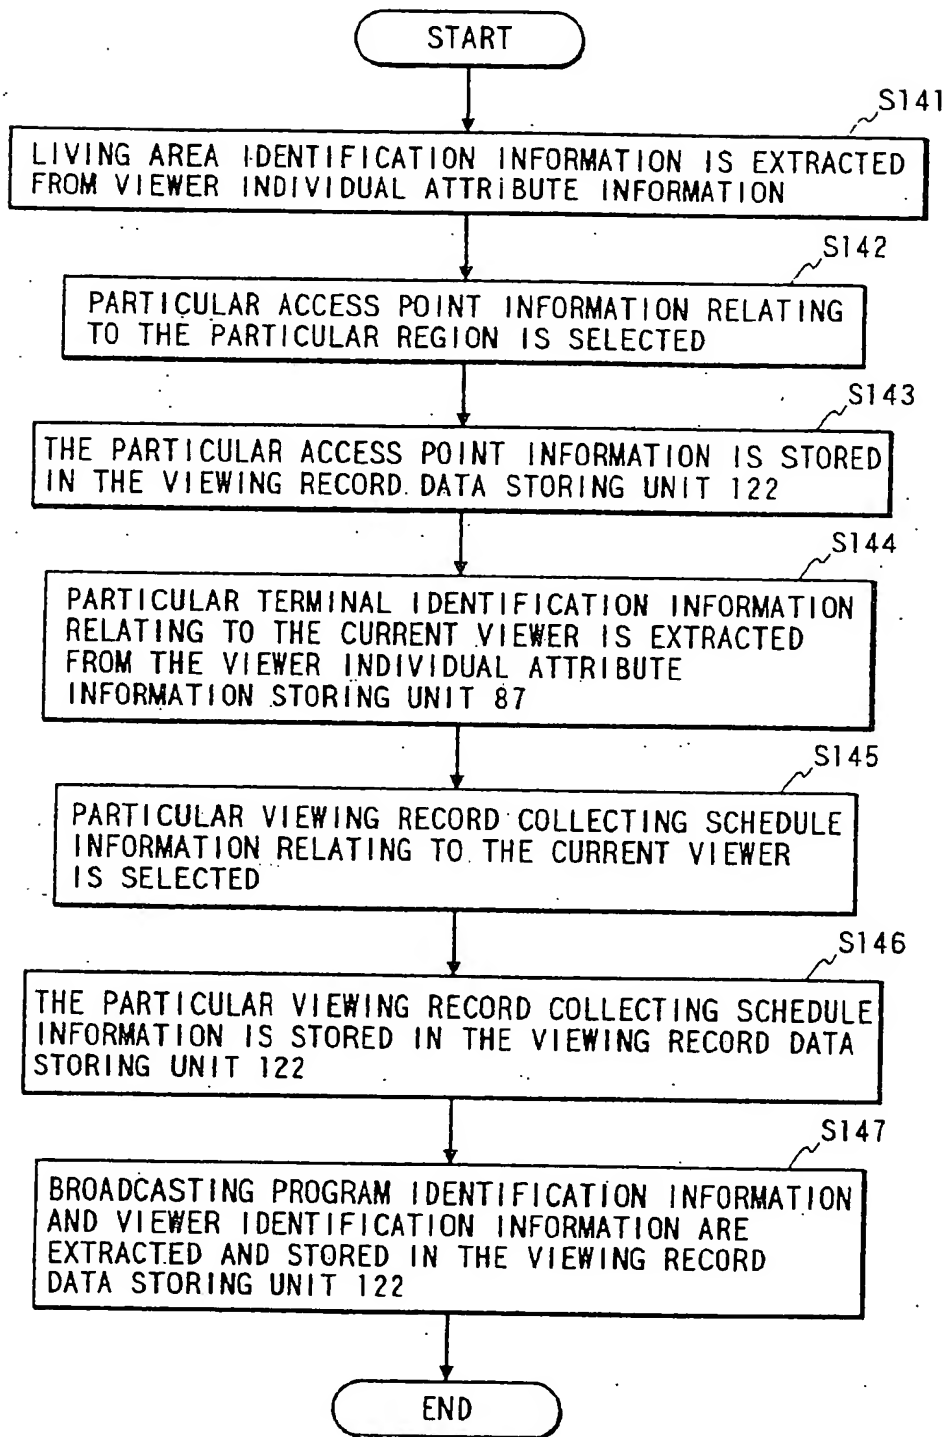 START
S141
LIVING AREA IDENTIFICATION INFORMATION IS EXTRACTED
FROM VIEWER INDIVIDUAL ATTRIBUTE INFORMATION
S142
PARTICULAR ACCESS POINT INFORMATION RELATING
TO THE PARTICULAR REGION IS SELECTED
S143
THE PARTICULAR ACCESS POINT INFORMATION IS STORED
IN THE VIEWING RECORD DATA STORING UNIT 122
S144
PARTICULAR TERMINAL IDENTIFICATION INFORMATION
RELATING TO THE CURRENT VIEWER IS EXTRACTED
FROM THE VIEWER INDIVIDUAL ATTRIBUTE
INFORMATION STORING UNIT 87
S145
PARTICULAR VIEWING RECORD COLLECTING SCHEDULE
INFORMATION RELATING TO THE CURRENT VIEWER
IS SELECTED
S146
THE PARTICULAR VIEWING RECORD COLLECTING SCHEDULE
INFORMATION IS STORED IN THE VIEWING RECORD DATA
STORING UNIT 122
S147
BROADCASTING PROGRAM IDENTIFICATION INFORMATION
AND VIEWER IDENTIFICATION INFORMATION ARE
EXTRACTED AND STORED IN THE VIEWING RECORD
DATA STORING UNIT 122
END